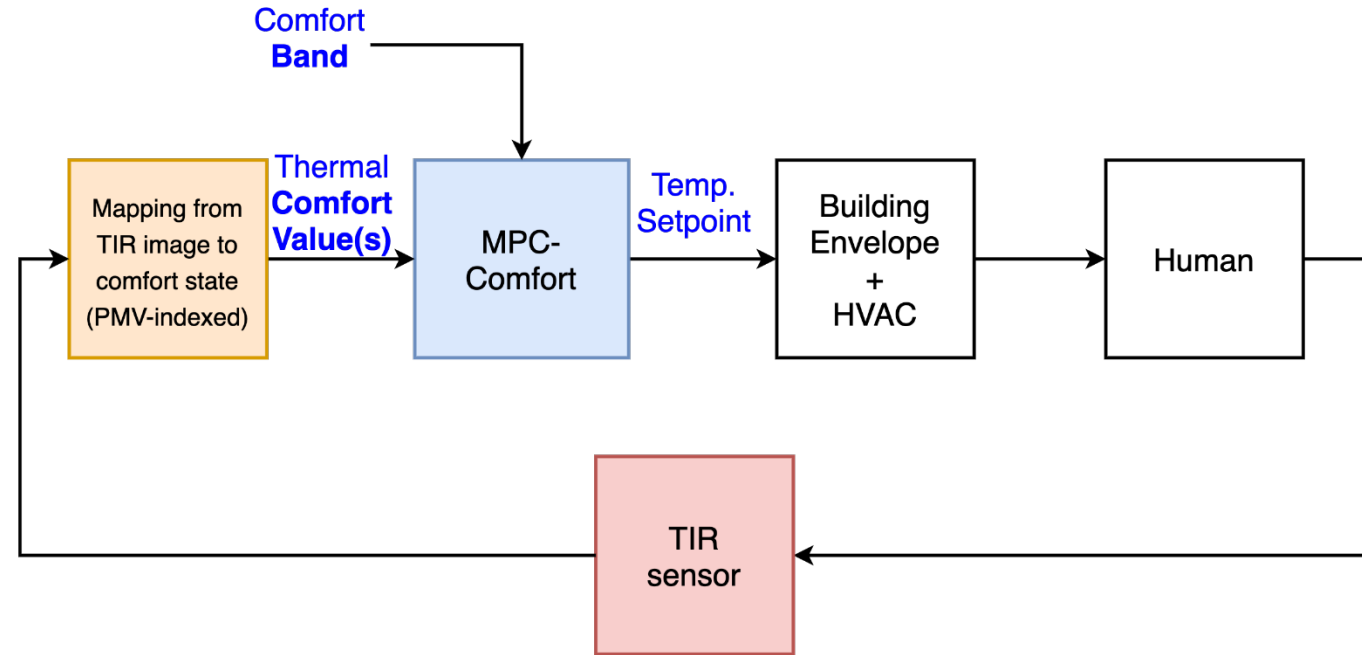 Comfort
Band
Mapping from
TIR image to
comfort state
(PMV-indexed)
Thermal
Comfort
Value(s)
MPC-
Comfort
Temp.
Setpoint
Building
Envelope
+
HVAC
Human
TIR
sensor